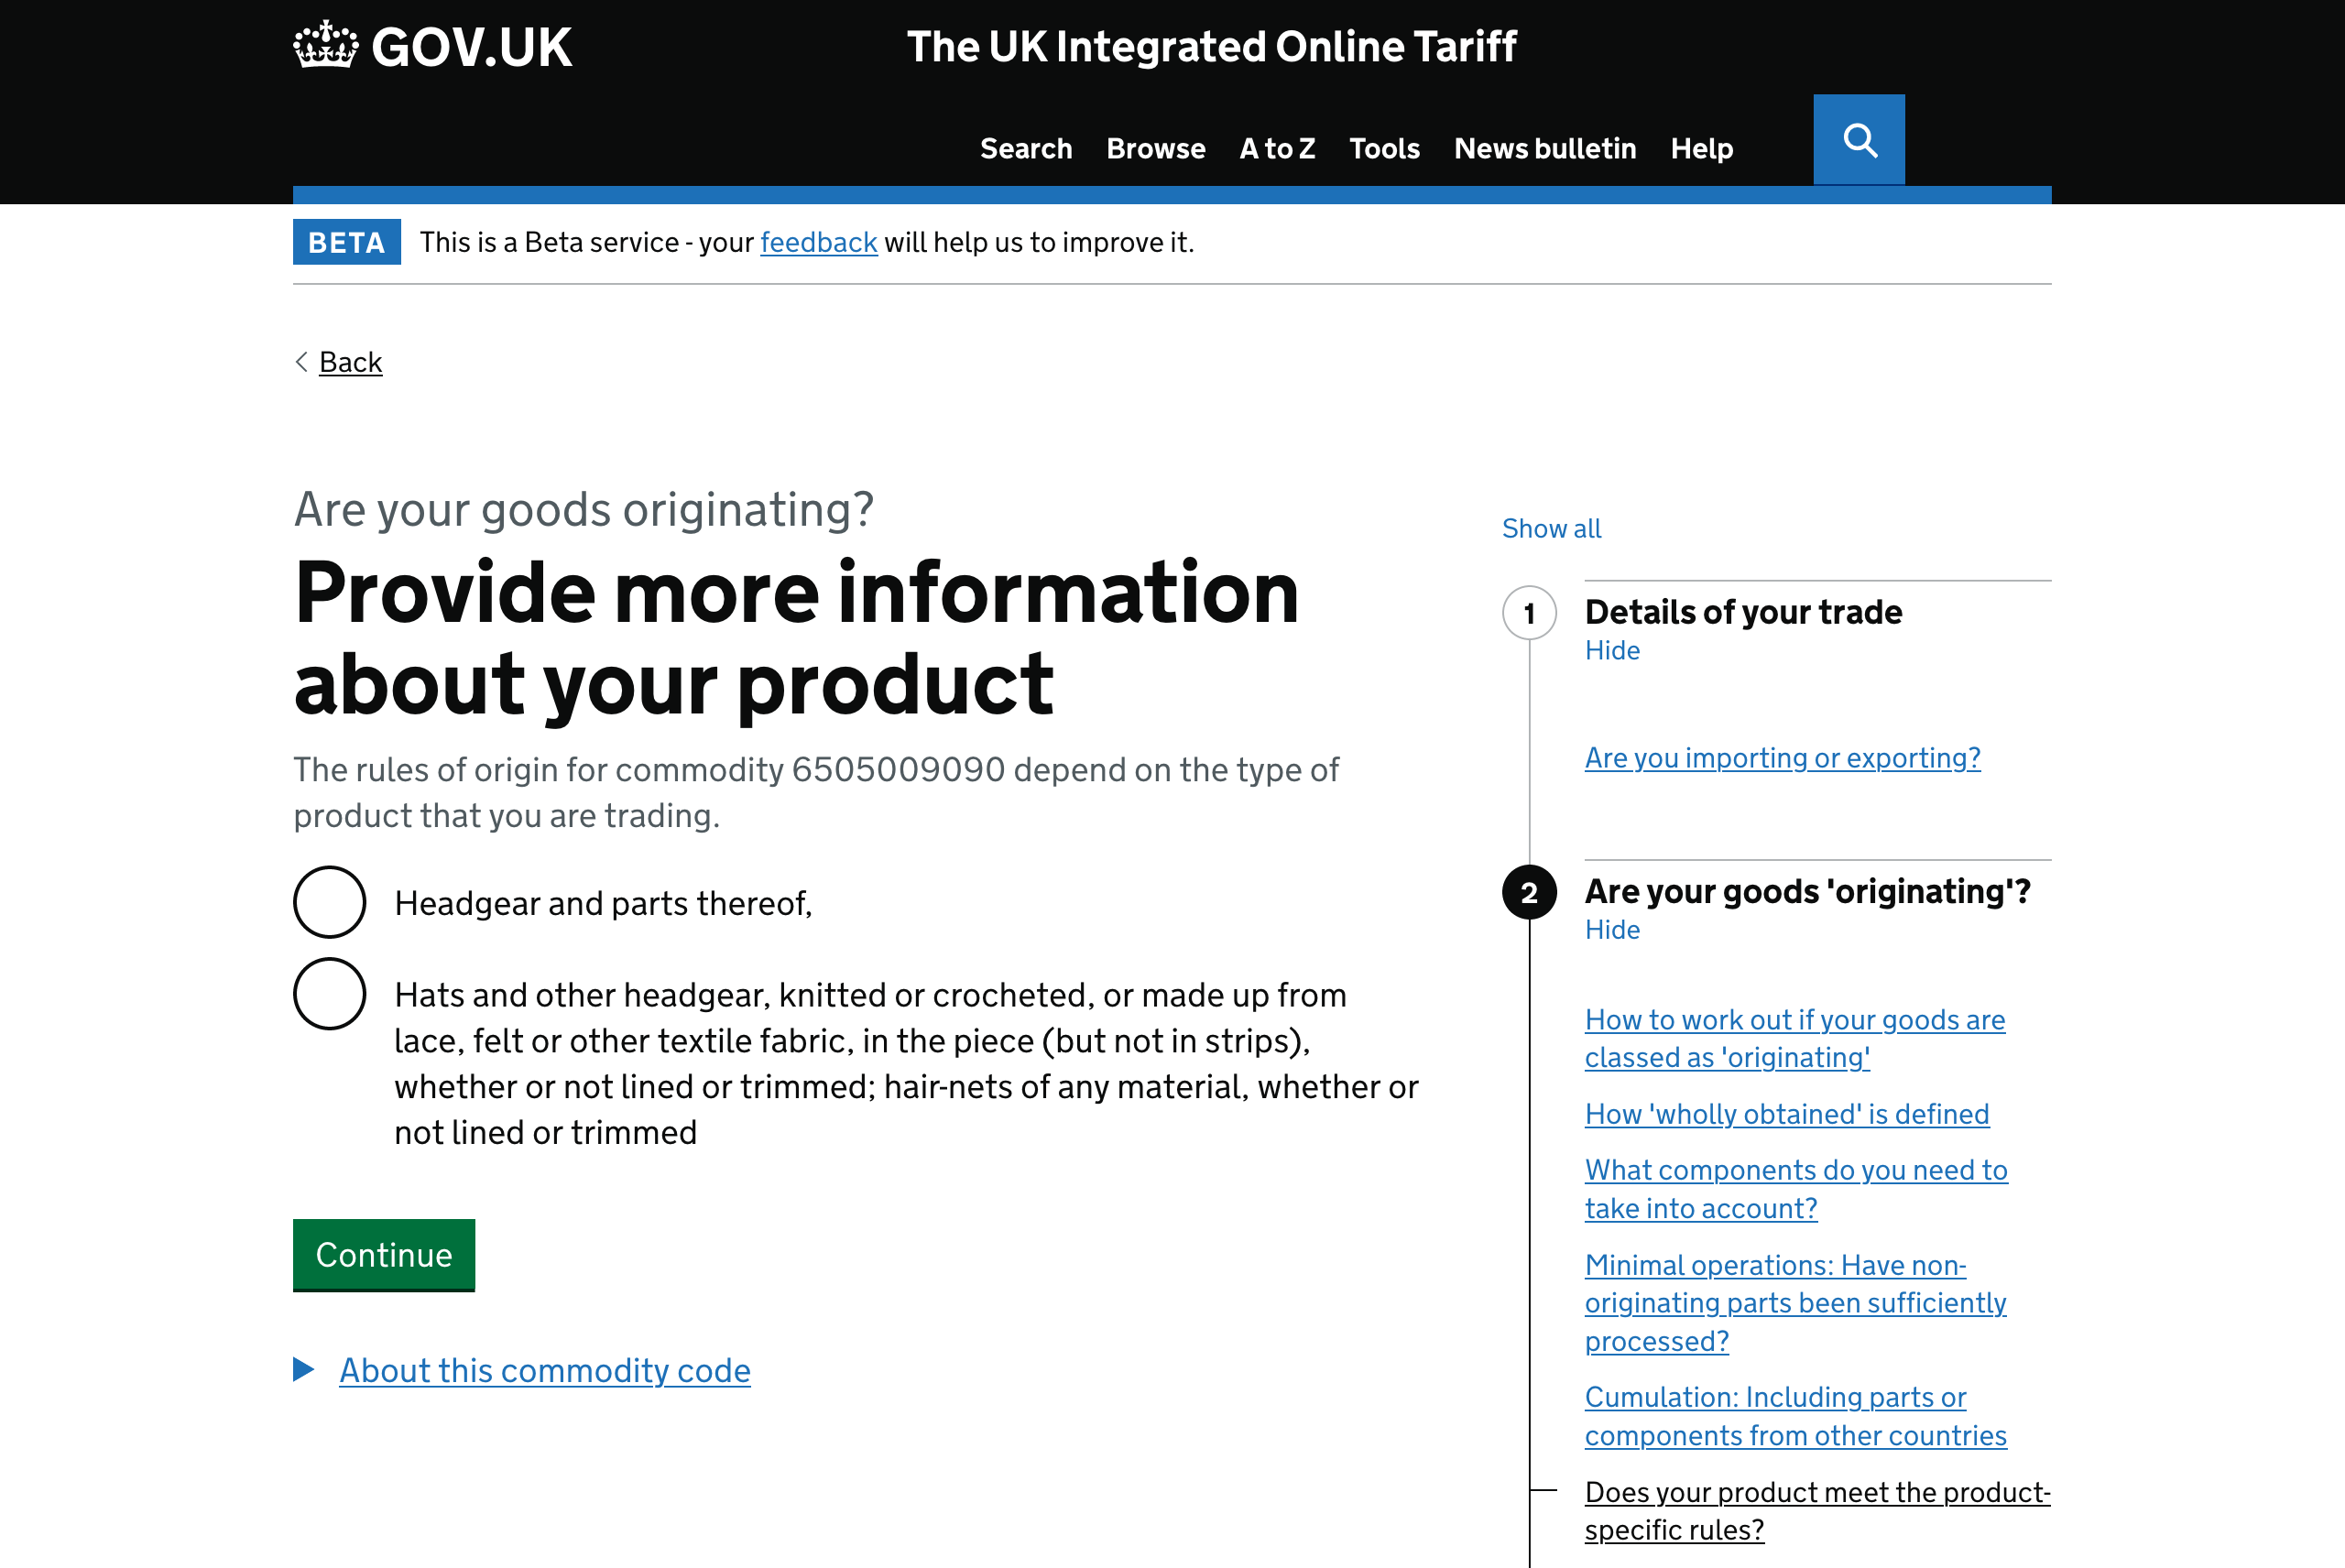 GOV.UK
The UK Integrated Online Tariff
Search Browse A to Z Tools News bulletin Help
BETA This is a Beta service - your feedback will help us to improve it.
Back
Are your goods originating?
Provide more information
about your product
The rules of origin for commodity 6505009090 depend on the type of
product that you are trading.
Headgear and parts thereof,
Hats and other headgear, knitted or crocheted, or made up from
lace, felt or other textile fabric, in the piece (but not in strips),
whether or not lined or trimmed; hair-nets of any material, whether or
not lined or trimmed
Continue
About this commodity code
Show all
1 Details of your trade
Hide
Are you importing or exporting?
2 Are your goods 'originating'?
Hide
How to work out if your goods are
classed as 'originating'
How 'wholly obtained' is defined
What components do you need to
take into account?
Minimal operations: Have non-
originating parts been sufficiently
processed?
Cumulation: Including parts or
components from other countries
Does your product meet the product-
specific rules?